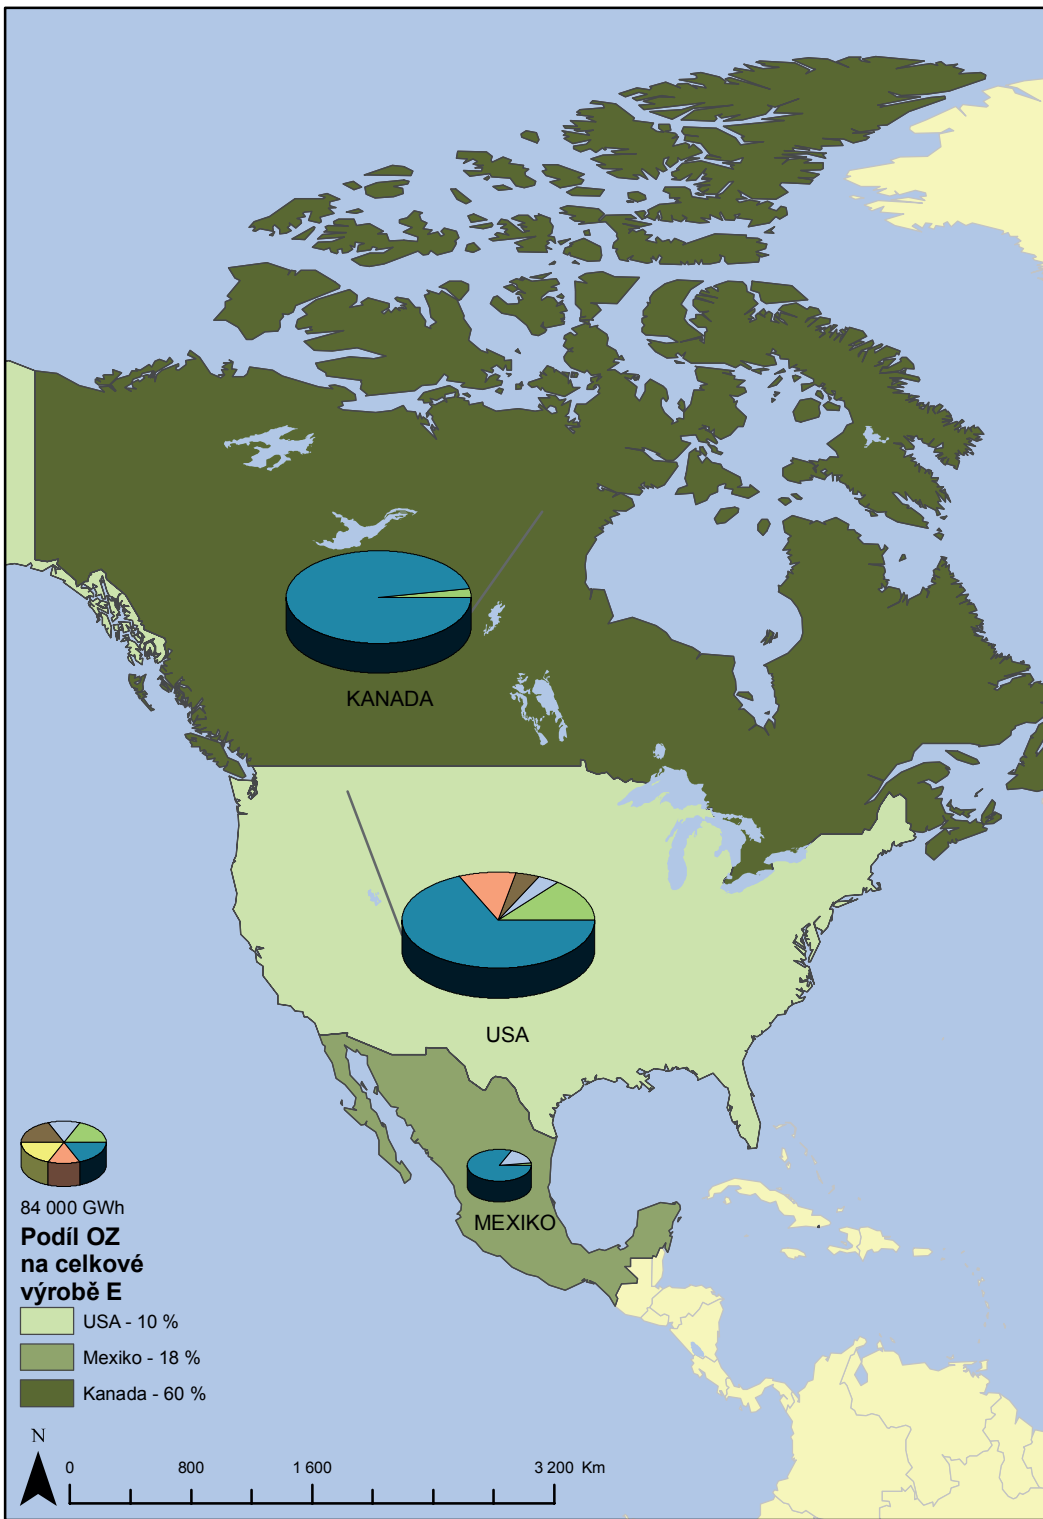 KANADA
USA
MEXIKO
84 000 GWh
Podíl OZ
na celkové
výrobě E
USA - 10 %
Mexiko - 18 %
Kanada - 60 %
N
0 800 1 600 3 200 Km